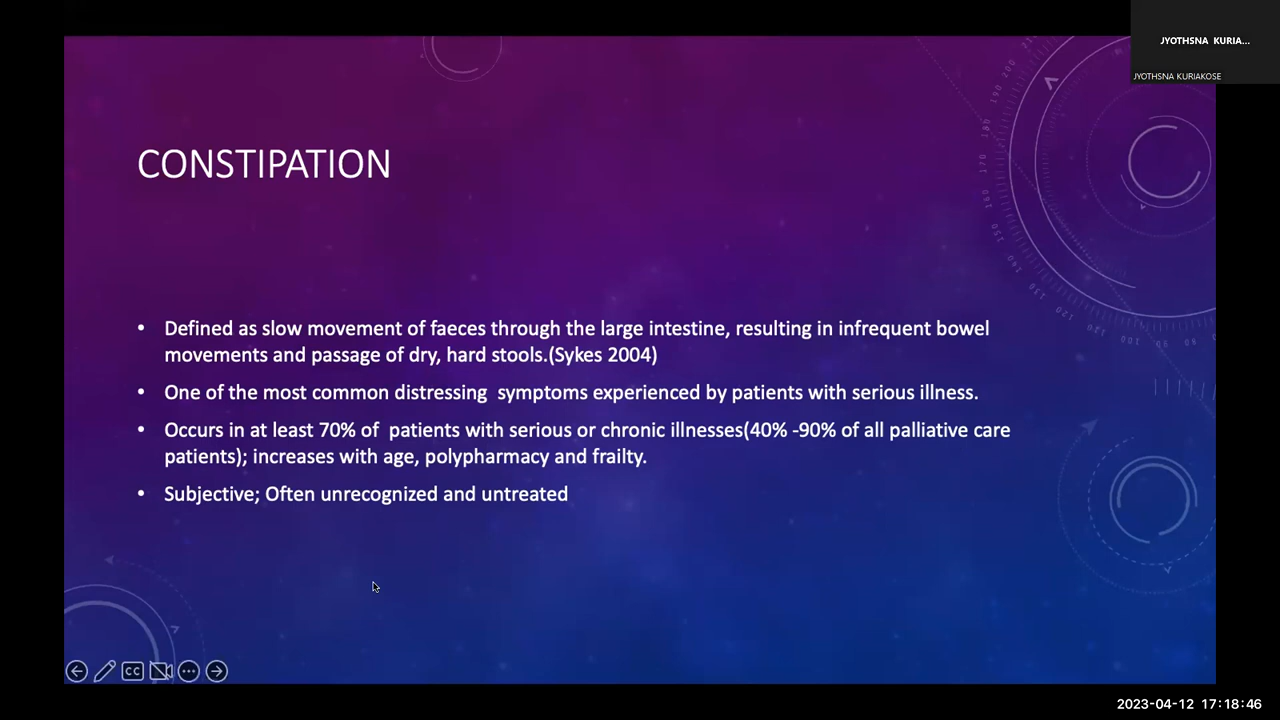 JYOTHSNA KURIA...
JYOTHSNA KURIAKOSE
CONSTIPATION
• Defined as slow movement of faeces through the large intestine, resulting in infrequent bowel
movements and passage of dry, hard stools.(Sykes 2004)
• One of the most common distressing  symptoms experienced by patients with serious illness.
• Occurs in at least 70% of  patients with serious or chronic illnesses(40% -90% of all palliative care
patients); increases with age, polypharmacy and frailty.
• Subjective; Often unrecognized and untreated
CC
2023-04-12 17:18:46